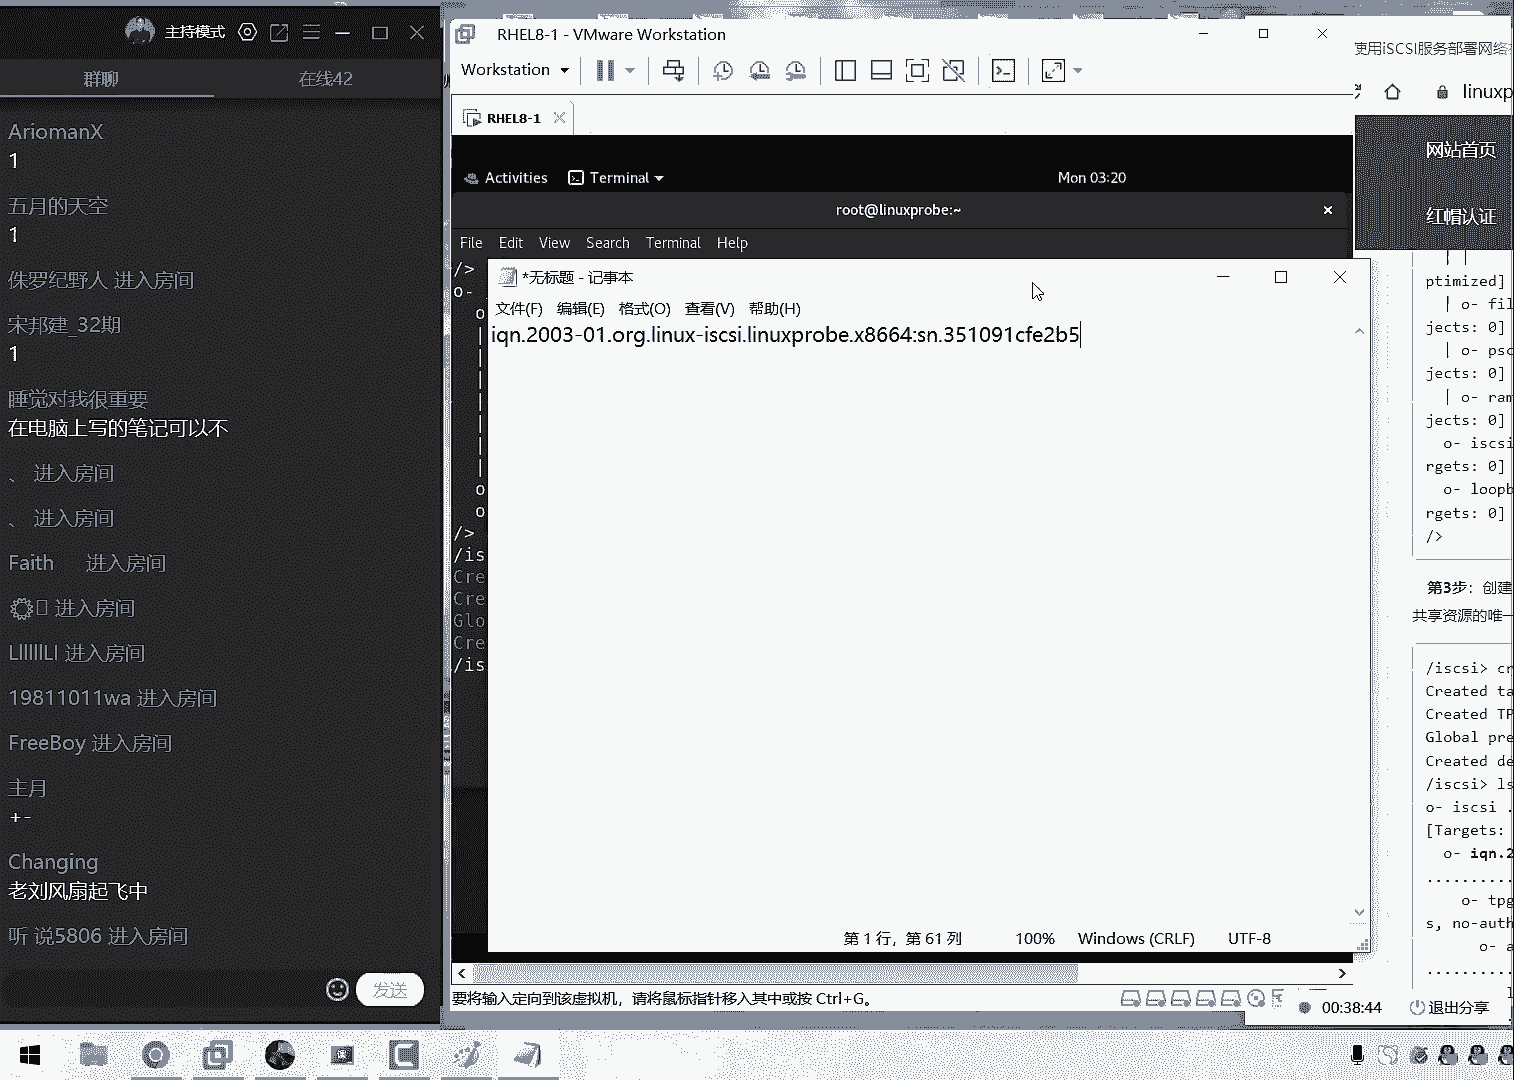 主持模式
群聊
在线42
AriomanX
1
五月的天空
1
侏罗纪野人 进入房间
宋邦建_32期
1
睡觉对我很重要
在电脑上写的笔记可以不
、 进入房间
、 进入房间
Faith 进入房间
进入房间
LlllllLl 进入房间
19811011wa 进入房间
FreeBoy 进入房间
主月
+-
Changing
老刘风扇起飞中
听 说5806 进入房间
发送
RHEL8-1 - VMware Workstation
Workstation
RHEL8-1
Activities
Terminal
Mon 03:20
root@linuxprobe:~
File Edit View Search Terminal Help
/>
o-
o
|
|
|
|
|
|
|
o
o
/>
/is
Cre
Cre
Glo
Cre
/is
*无标题 - 记事本
文件(F) 编辑(E) 格式(O) 查看(V) 帮助(H)
iqn.2003-01.org.linux-iscsi.linuxprobe.x8664:sn.351091cfe2b5
第 1 行，第 61 列
100%
Windows (CRLF)
UTF-8
要将输入定向到该虚拟机，请将鼠标指针移入其中或按 Ctrl+G。
使用iSCSI服务部署网络
linuxp
网站首页
红帽认证
ptimized]
| o- fil
jects: 0]
| o- psc
jects: 0]
| o- ram
jects: 0]
o- iscsi
rgets: 0]
o- loopb
rgets: 0]
/>
第3步：创建
共享资源的唯一
/iscsi> cr
Created ta
Created TP
Global pre
Created de
/iscsi> ls
o- iscsi .
[Targets:
o- iqn.2
..........
o- tpg
s, no-auth
o- a
..........
00:38:44
退出分享